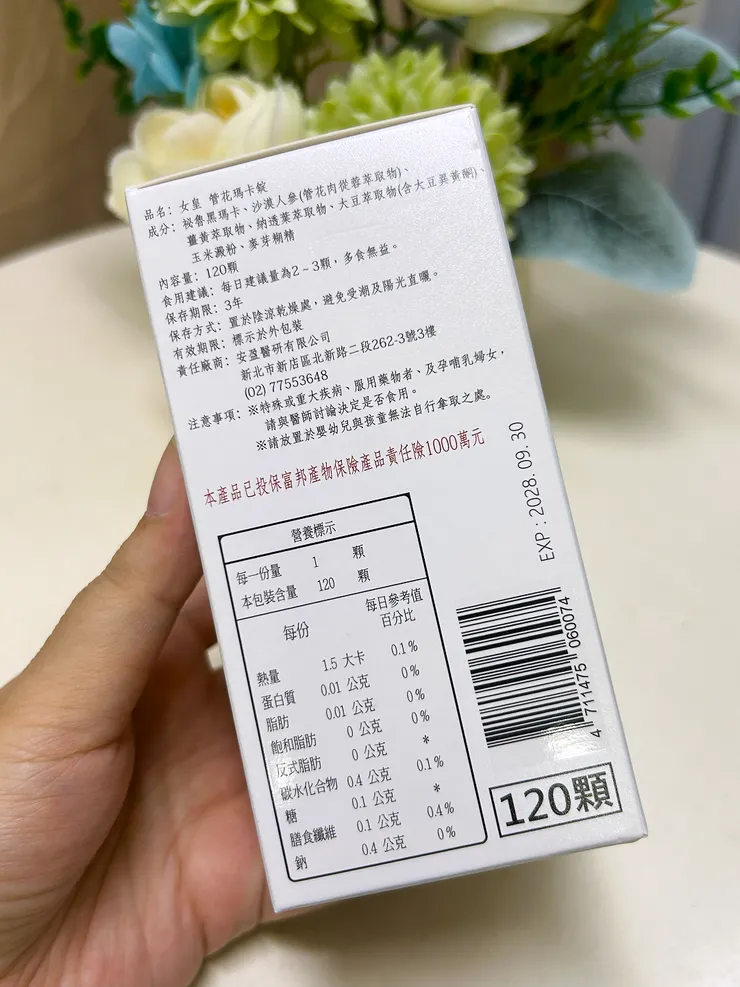 品名：女皇 管花瑪卡錠
成分：祕魯黑瑪卡、沙漠人參(管花肉從蓉萃取物)、
薑黃萃取物、納透葉萃取物、大豆萃取物(含大豆異黃酮)、
玉米澱粉、麥芽糊精
內容量：120顆
食用建議：每日建議量為2～3顆，多食無益。
保存期限：3年
保存方式：置於陰涼乾燥處，避免受潮及陽光直曬。
有效期限：標示於外包裝
責任廠商：安盈醫研有限公司
新北市新店區北新路二段262-3號3樓
(02) 77553648
注意事項：※特殊或重大疾病、服用藥物者、及孕哺乳婦女，
請與醫師討論決定是否食用。
※請放置於嬰幼兒與孩童無法自行拿取之處。
本產品已投保富邦產物保險產品責任險1000萬元
EXP : 2028. 09. 30
營養標示
每一份量 1 顆
本包裝含量 120 顆
每份 每日參考值百分比
熱量 1.5 大卡 0.1%
蛋白質 0.01 公克 0%
脂肪 0.01 公克 0%
飽和脂肪 0 公克 0%
反式脂肪 0 公克 *
碳水化合物 0.4 公克 0.1%
糖 0.1 公克 *
膳食纖維 0.1 公克 0.4%
鈉 0.4 公克 0%
4 711475 060074
120顆